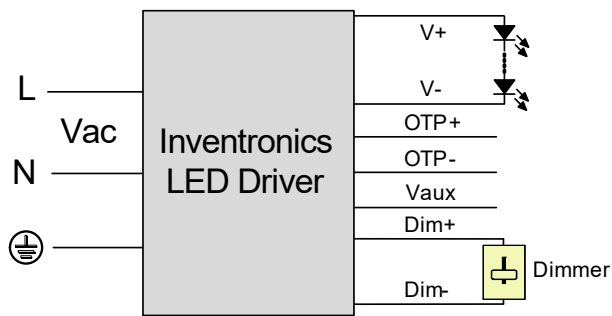 L
Vac
N
Inventronics
LED Driver
V+
V-
OTP+
OTP-
Vaux
Dim+
Dim-
Dimmer